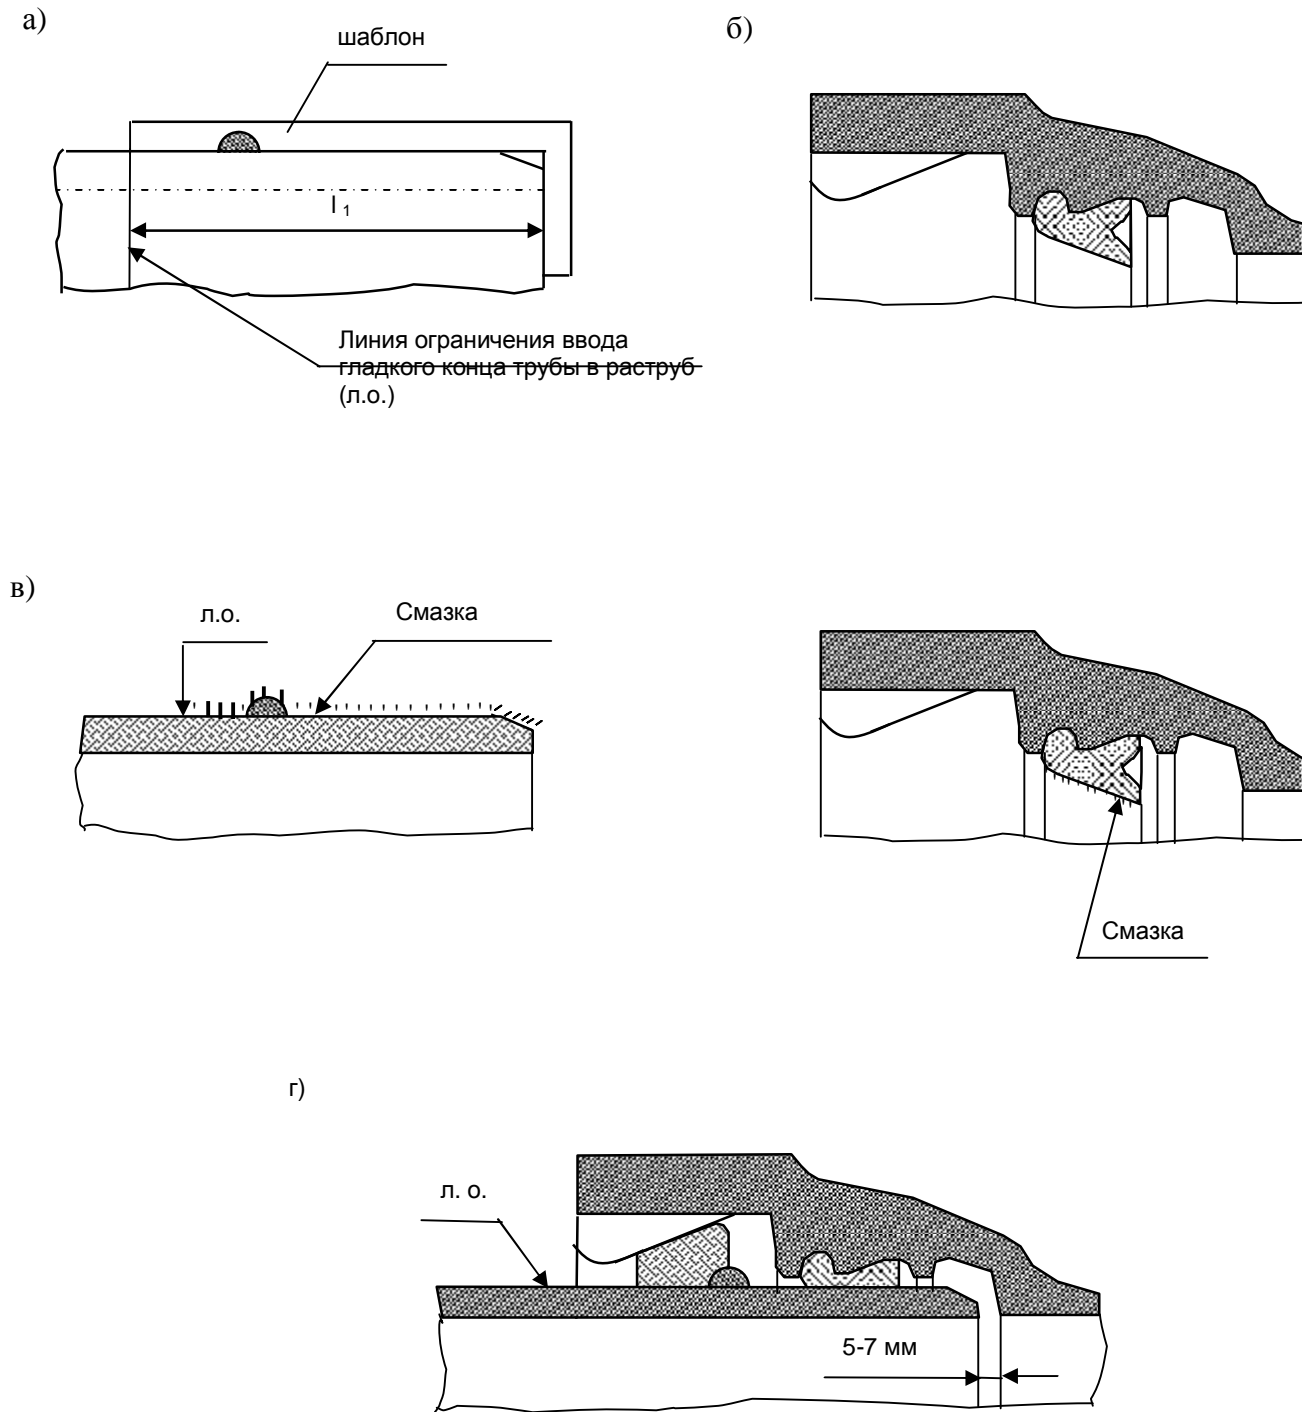 а)
б)
шаблон
l 1
Линия ограничения ввода
гладкого конца трубы в раструб
(л.о.)
в)
л.о.
Смазка
Смазка
г)
л. о.
5-7 мм